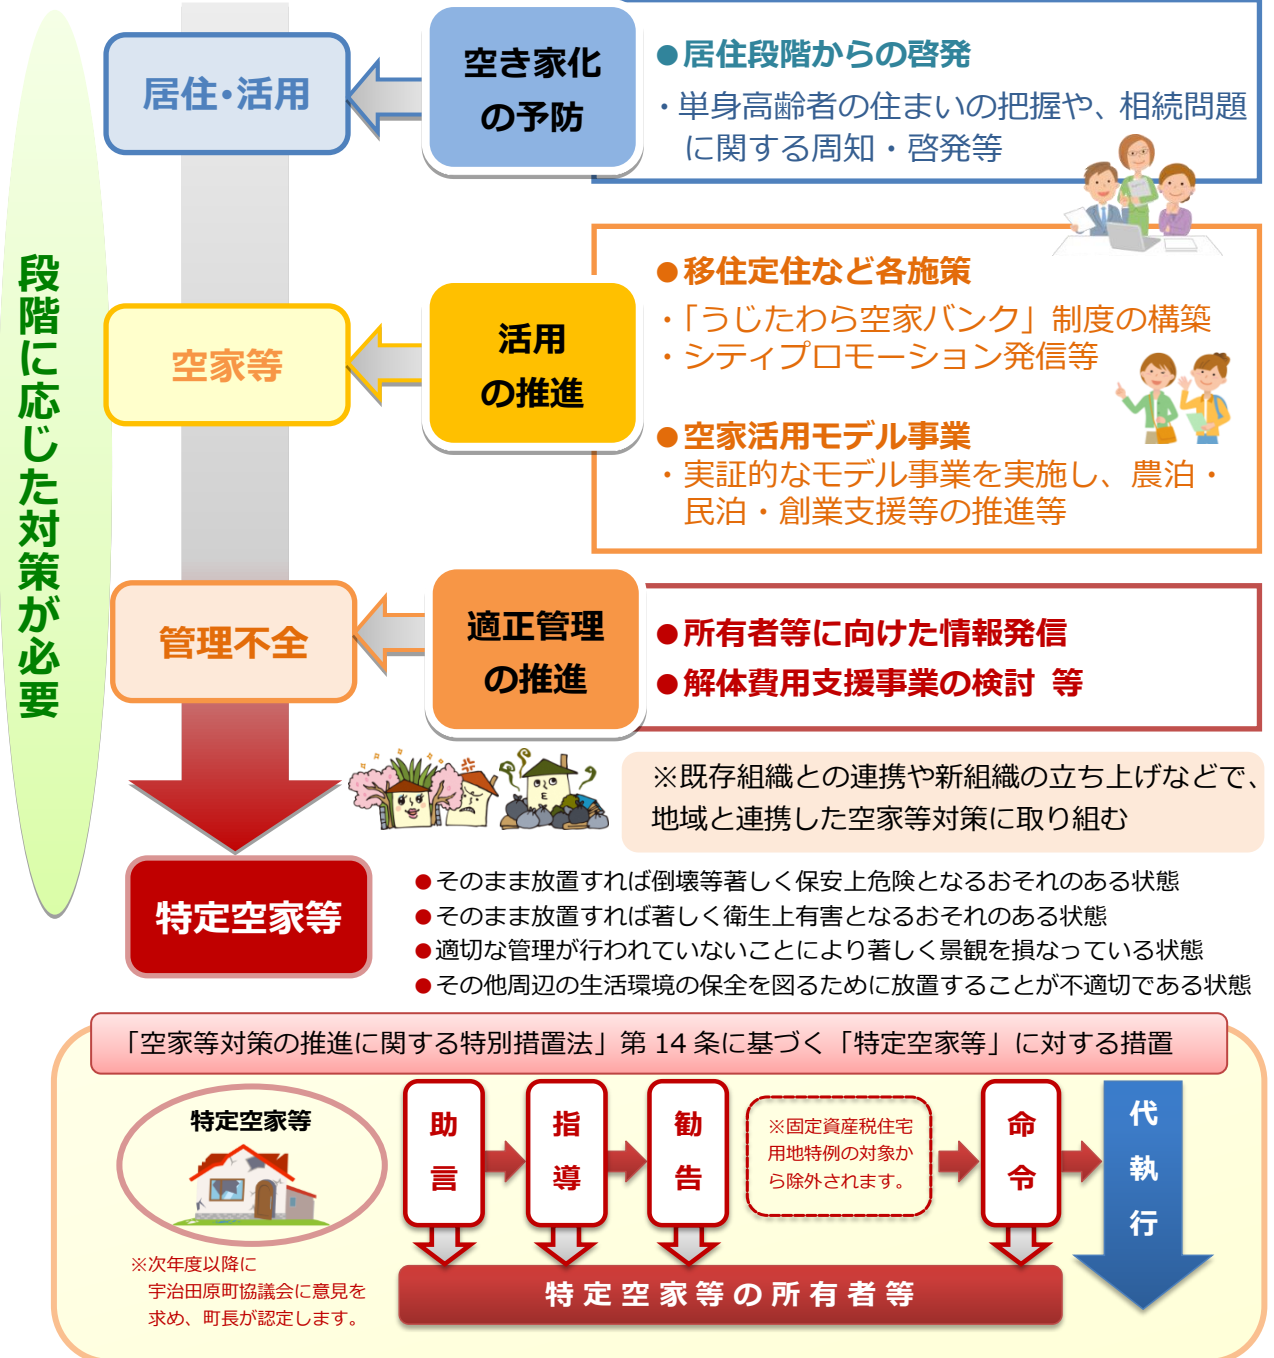 段階に応じた対策が必要
居住・活用
空き家化
の予防
●居住段階からの啓発
・単身高齢者の住まいの把握や、相続問題
に関する周知・啓発等
空家等
活用
の推進
●移住定住など各施策
・「うじたわら空家バンク」制度の構築
・シティプロモーション発信等
●空家活用モデル事業
・実証的なモデル事業を実施し、農泊・
民泊・創業支援等の推進等
管理不全
適正管理
の推進
●所有者等に向けた情報発信
●解体費用支援事業の検討 等
※既存組織との連携や新組織の立ち上げなどで、
地域と連携した空家等対策に取り組む
特定空家等
●そのまま放置すれば倒壊等著しく保安上危険となるおそれのある状態
●そのまま放置すれば著しく衛生上有害となるおそれのある状態
●適切な管理が行われていないことにより著しく景観を損なっている状態
●その他周辺の生活環境の保全を図るために放置することが不適切である状態
「空家等対策の推進に関する特別措置法」第 14 条に基づく「特定空家等」に対する措置
特定空家等
※次年度以降に
宇治田原町協議会に意見を
求め、町長が認定します。
助言
指導
勧告
※固定資産税住宅
用地特例の対象か
ら除外されます。
命令
代執行
特定空家等の所有者等